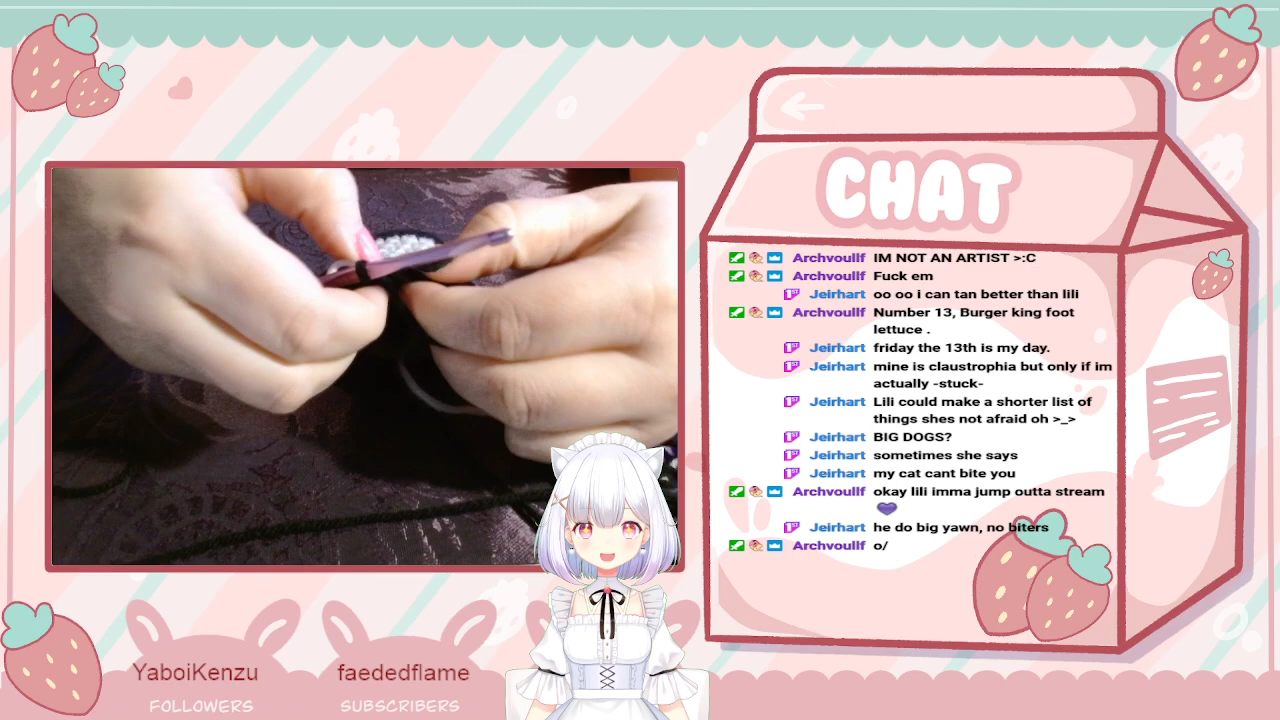 CHAT
Archvoullf IM NOT AN ARTIST >:C
Archvoullf Fuck em
Jeirhart oo oo i can tan better than lili
Archvoullf Number 13, Burger king foot
lettuce .
Jeirhart friday the 13th is my day.
Jeirhart mine is claustrophia but only if im
actually -stuck-
Jeirhart Lili could make a shorter list of
things shes not afraid oh >_>
Jeirhart BIG DOGS?
Jeirhart sometimes she says
Jeirhart my cat cant bite you
Archvoullf okay lili imma jump outta stream
Jeirhart he do big yawn, no biters
Archvoullf o/
YaboiKenzu
FOLLOWERS
faededflame
SUBSCRIBERS